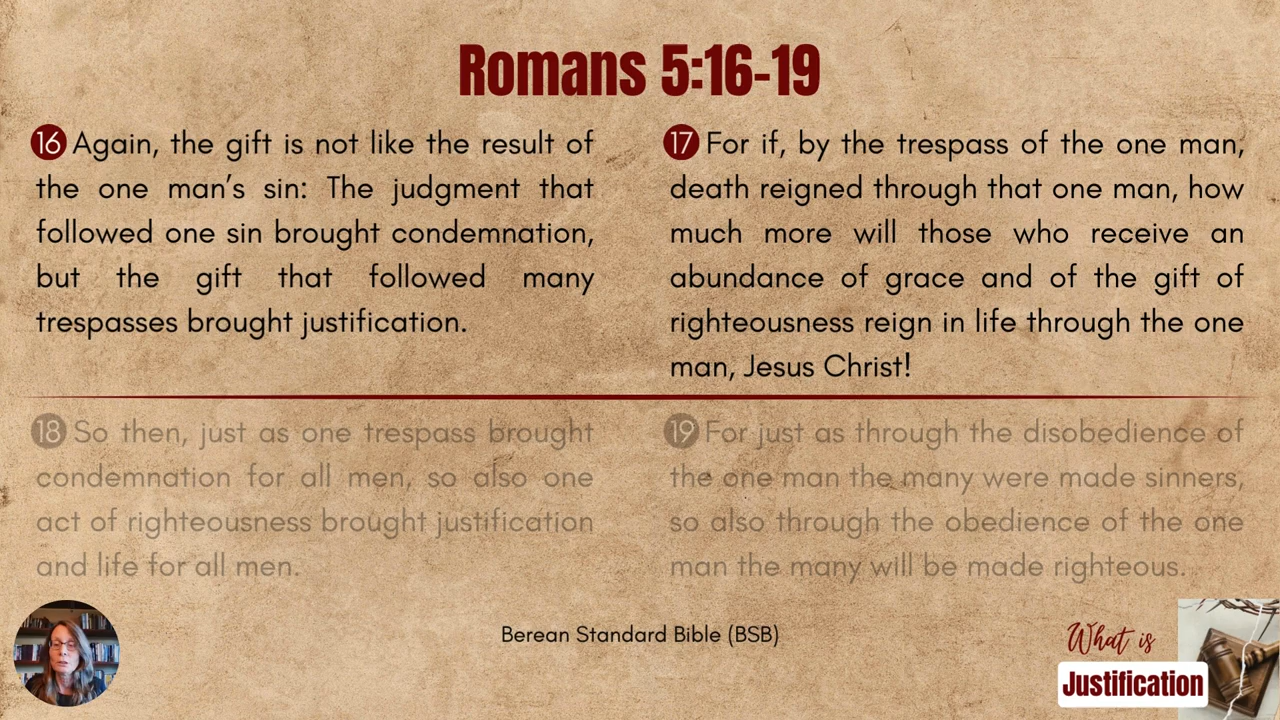 Romans 5:16-19
16 Again, the gift is not like the result of
the one man’s sin: The judgment that
followed one sin brought condemnation,
but the gift that followed many
trespasses brought justification.
17 For if, by the trespass of the one man,
death reigned through that one man, how
much more will those who receive an
abundance of grace and of the gift of
righteousness reign in life through the one
man, Jesus Christ!
18 So then, just as one trespass brought
condemnation for all men, so also one
act of righteousness brought justification
and life for all men.
19 For just as through the disobedience of
the one man the many were made sinners,
so also through the obedience of the one
man the many will be made righteous.
Berean Standard Bible (BSB)
What is
Justification